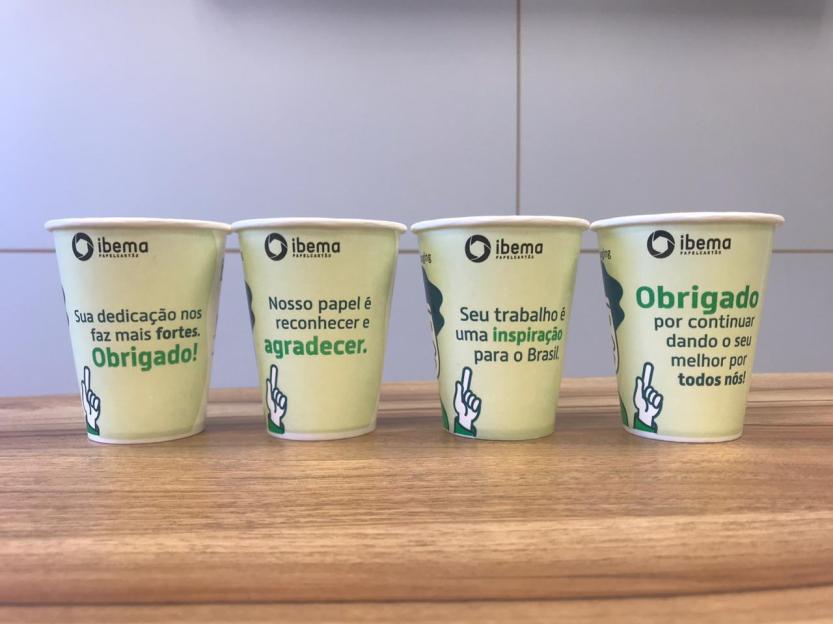 ibema
PAPELCARTÃO
Sua dedicação nos
faz mais fortes.
Obrigado!
ibema
PAPELCARTÃO
Nosso papel é
reconhecer e
agradecer.
ibema
PAPELCARTÃO
Seu trabalho é
uma inspiração
para o Brasil.
ibema
PAPELCARTÃO
Obrigado
por continuar
dando o seu
melhor por
todos nós!